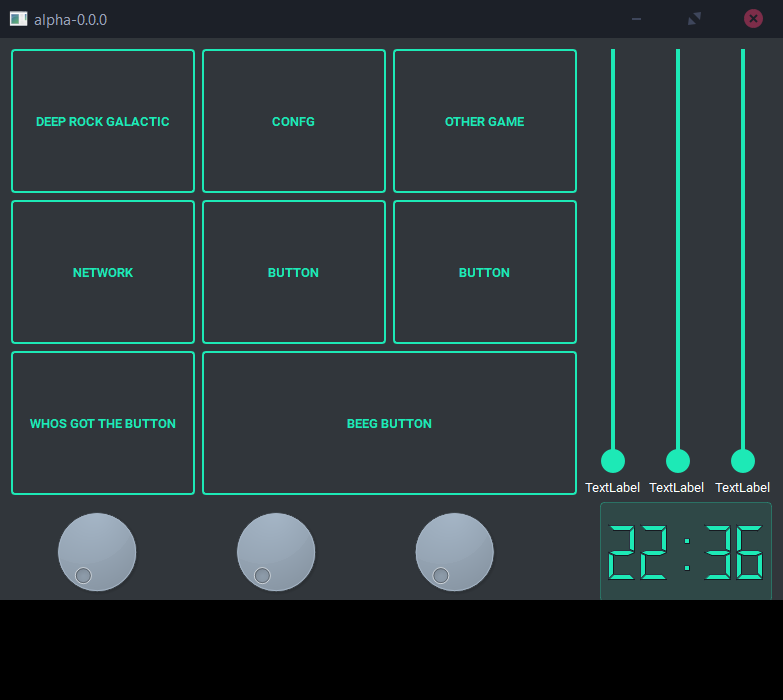 alpha-0.0.0
DEEP ROCK GALACTIC
CONFG
OTHER GAME
NETWORK
BUTTON
BUTTON
WHOS GOT THE BUTTON
BEEG BUTTON
TextLabel
TextLabel
TextLabel
22:36